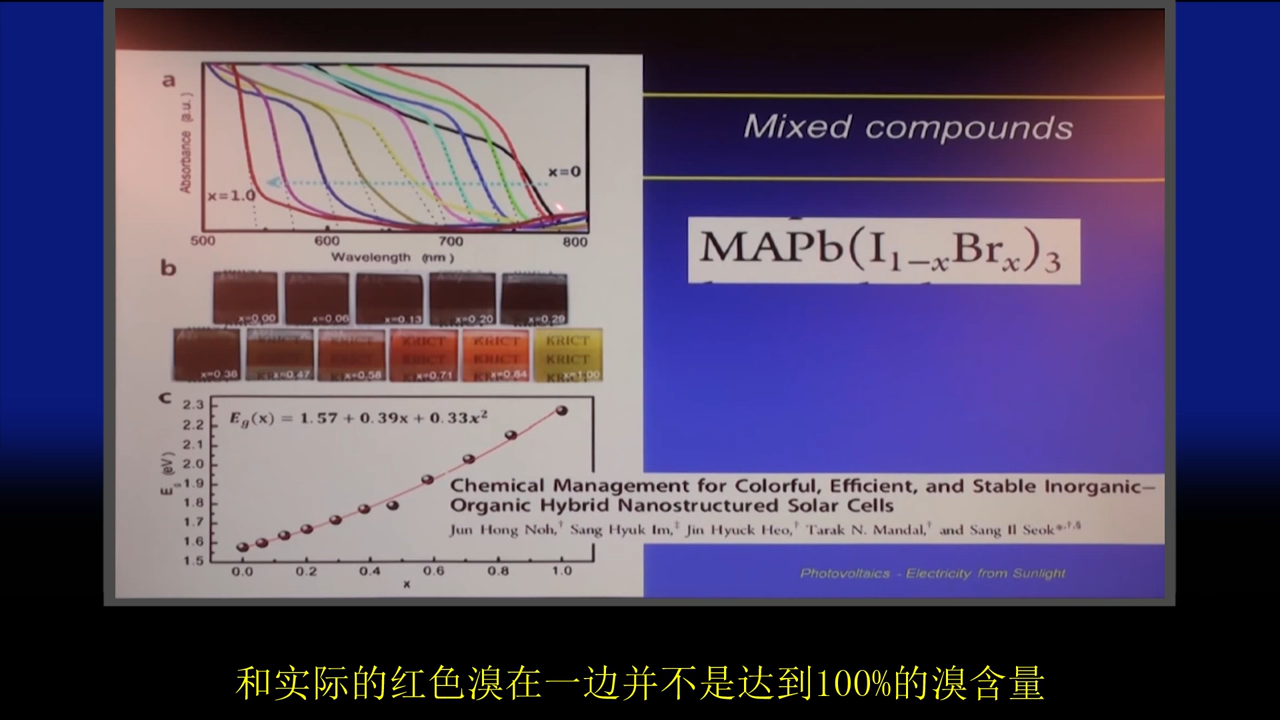 a
Absorbance (a.u.)
x=0
x=1.0
500 600 700 800
Wavelength (nm)
b
x=0.00 x=0.06 x=0.13 x=0.20 x=0.29
KRICT KRICT KRICT KRICT
KRICT KRICT KRICT
x=0.38 x=0.47 x=0.58 x=0.71 x=0.84 x=1.00
c
E_g(x) = 1.57 + 0.39x + 0.33x²
E_g (eV)
2.3
2.2
2.1
2.0
1.9
1.8
1.7
1.6
1.5
0.0 0.2 0.4 0.6 0.8 1.0
x
Mixed compounds
MAPb(I₁₋ₓBrₓ)₃
Chemical Management for Colorful, Efficient, and Stable Inorganic–
Organic Hybrid Nanostructured Solar Cells
Jun Hong Noh,† Sang Hyuk Im,‡ Jin Hyuck Heo,† Tarak N. Mandal,† and Sang Il Seok*,†,§
Photovoltaics - Electricity from Sunlight
和实际的红色溴在一边并不是达到100%的溴含量